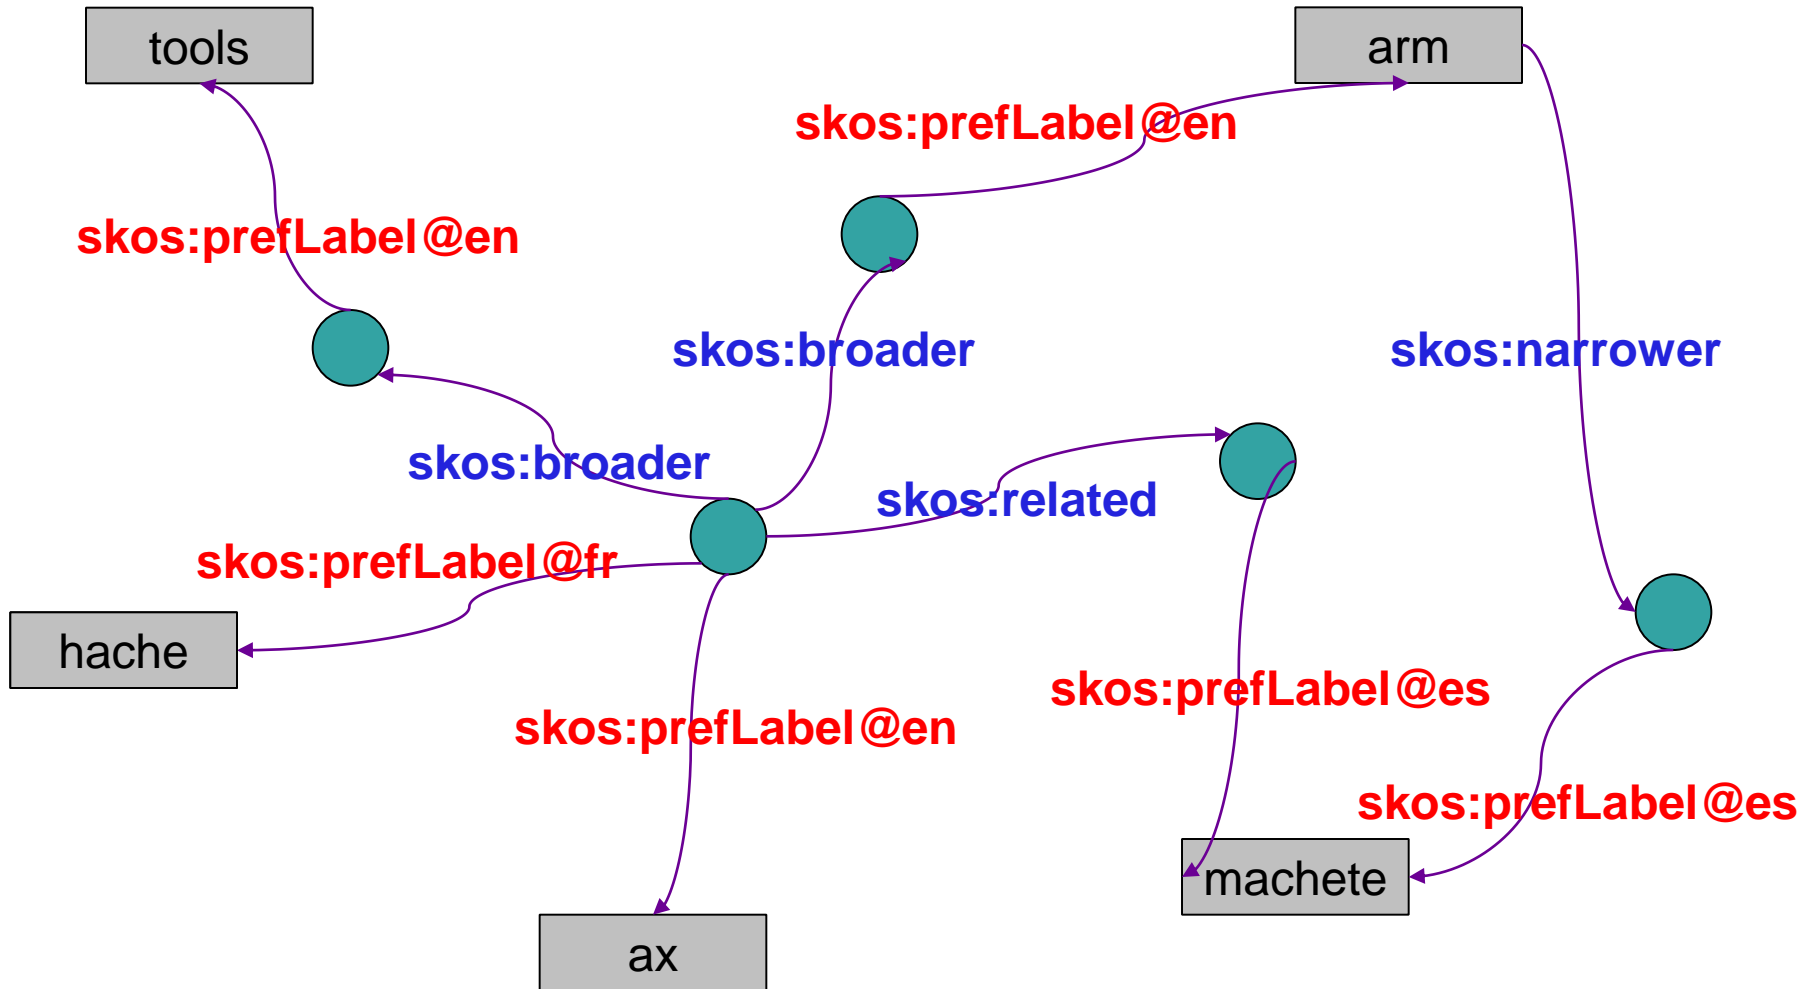 tools
arm
skos:prefLabel@en
skos:prefLabel@en
skos:broader
skos:narrower
skos:broader
skos:related
skos:prefLabel@fr
hache
skos:prefLabel@es
skos:prefLabel@en
skos:prefLabel@es
machete
ax